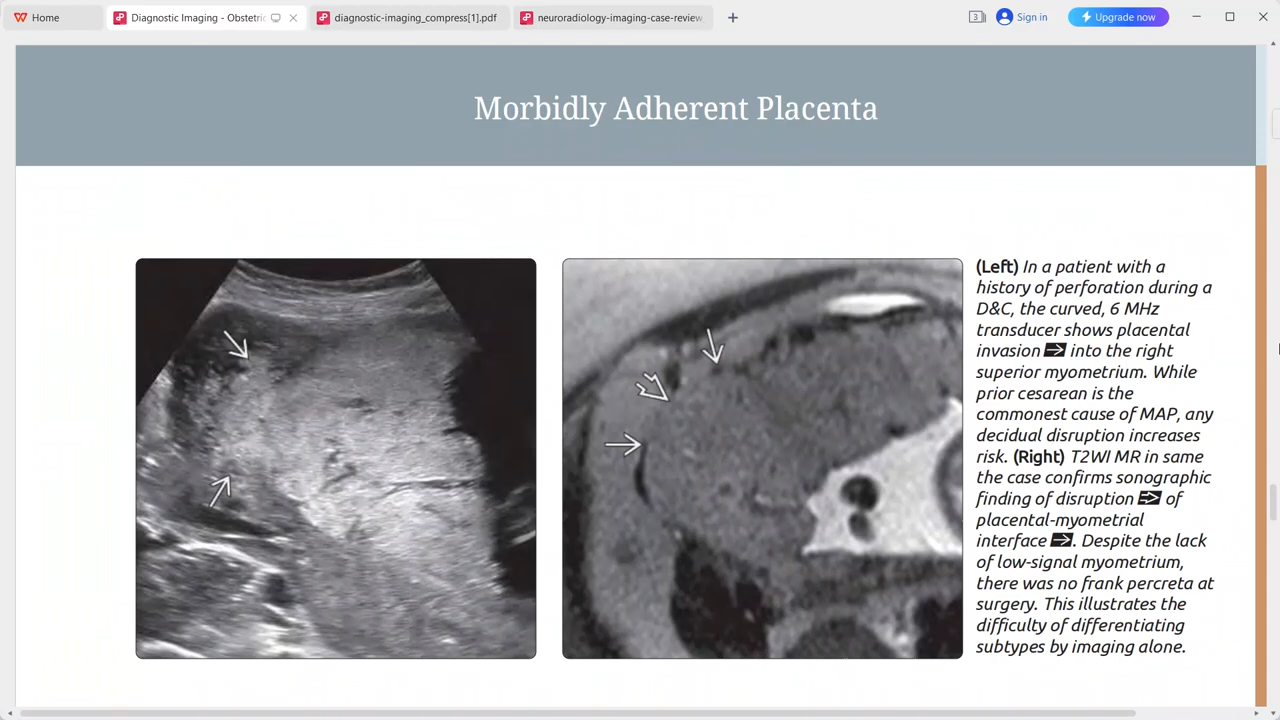 Home
Diagnostic Imaging - Obstetric
diagnostic-imaging_compress[1].pdf
neuroradiology-imaging-case-review
3
Sign in
Upgrade now
Morbidly Adherent Placenta
(Left) In a patient with a
history of perforation during a
D&C, the curved, 6 MHz
transducer shows placental
invasion ➡ into the right
superior myometrium. While
prior cesarean is the
commonest cause of MAP, any
decidual disruption increases
risk. (Right) T2WI MR in same
the case confirms sonographic
finding of disruption ⇨ of
placental-myometrial
interface ➡. Despite the lack
of low-signal myometrium,
there was no frank percreta at
surgery. This illustrates the
difficulty of differentiating
subtypes by imaging alone.